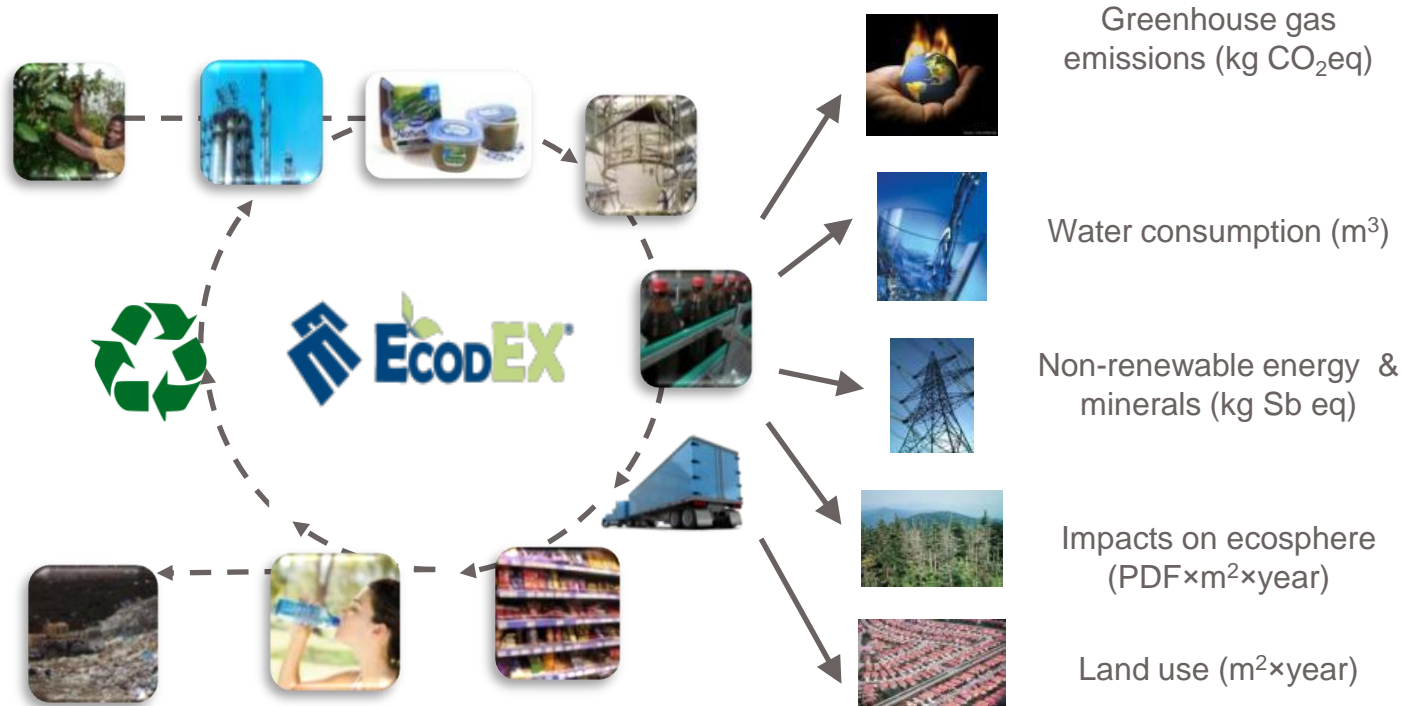 Greenhouse gas
emissions (kg CO₂eq)
Water consumption (m³)
ECODEX®
Non-renewable energy &
minerals (kg Sb eq)
Impacts on ecosphere
(PDF×m²×year)
Land use (m²×year)